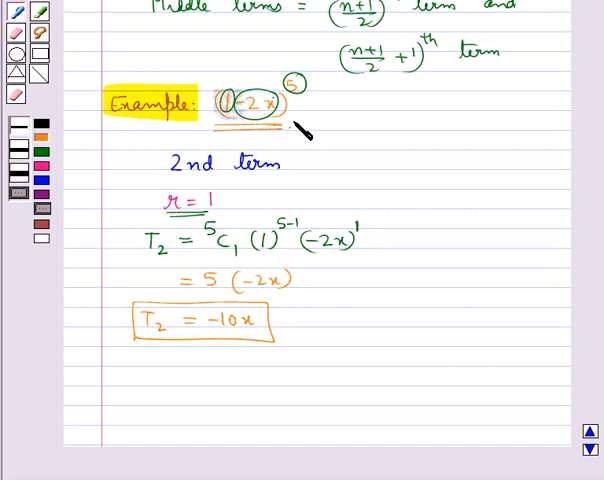 Middle terms = (n+1/2) term and
(n+1/2 + 1)th term
Example: (1-2x)5
2nd term
r = 1
T2 = 5C1 (1)5-1 (-2x)1
= 5 (-2x)
T2 = -10x